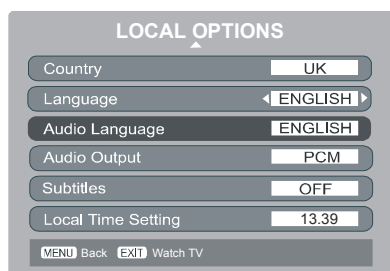 LOCAL OPTIONS
Country UK
Language ENGLISH
Audio Language ENGLISH
Audio Output PCM
Subtitles OFF
Local Time Setting 13.39
MENU Back EXIT Watch TV